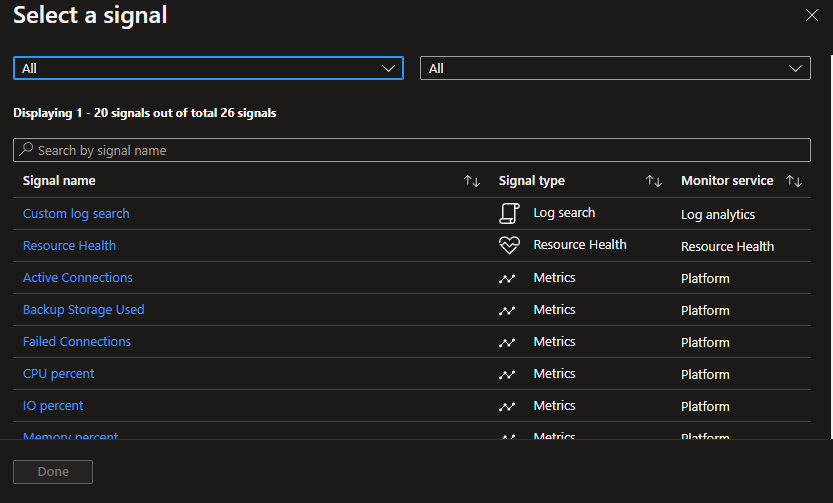 Select a signal
All All
Displaying 1 - 20 signals out of total 26 signals
Search by signal name
Signal name Signal type Monitor service
Custom log search Log search Log analytics
Resource Health Resource Health Resource Health
Active Connections Metrics Platform
Backup Storage Used Metrics Platform
Failed Connections Metrics Platform
CPU percent Metrics Platform
IO percent Metrics Platform
Memory percent Metrics Platform
Done